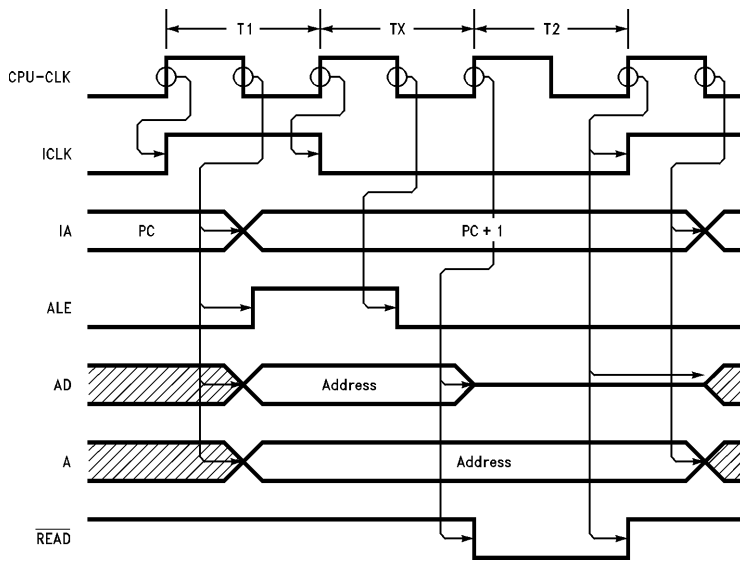 T1 TX T2
CPU-CLK
ICLK
IA PC PC + 1
ALE
AD Address
A Address
READ